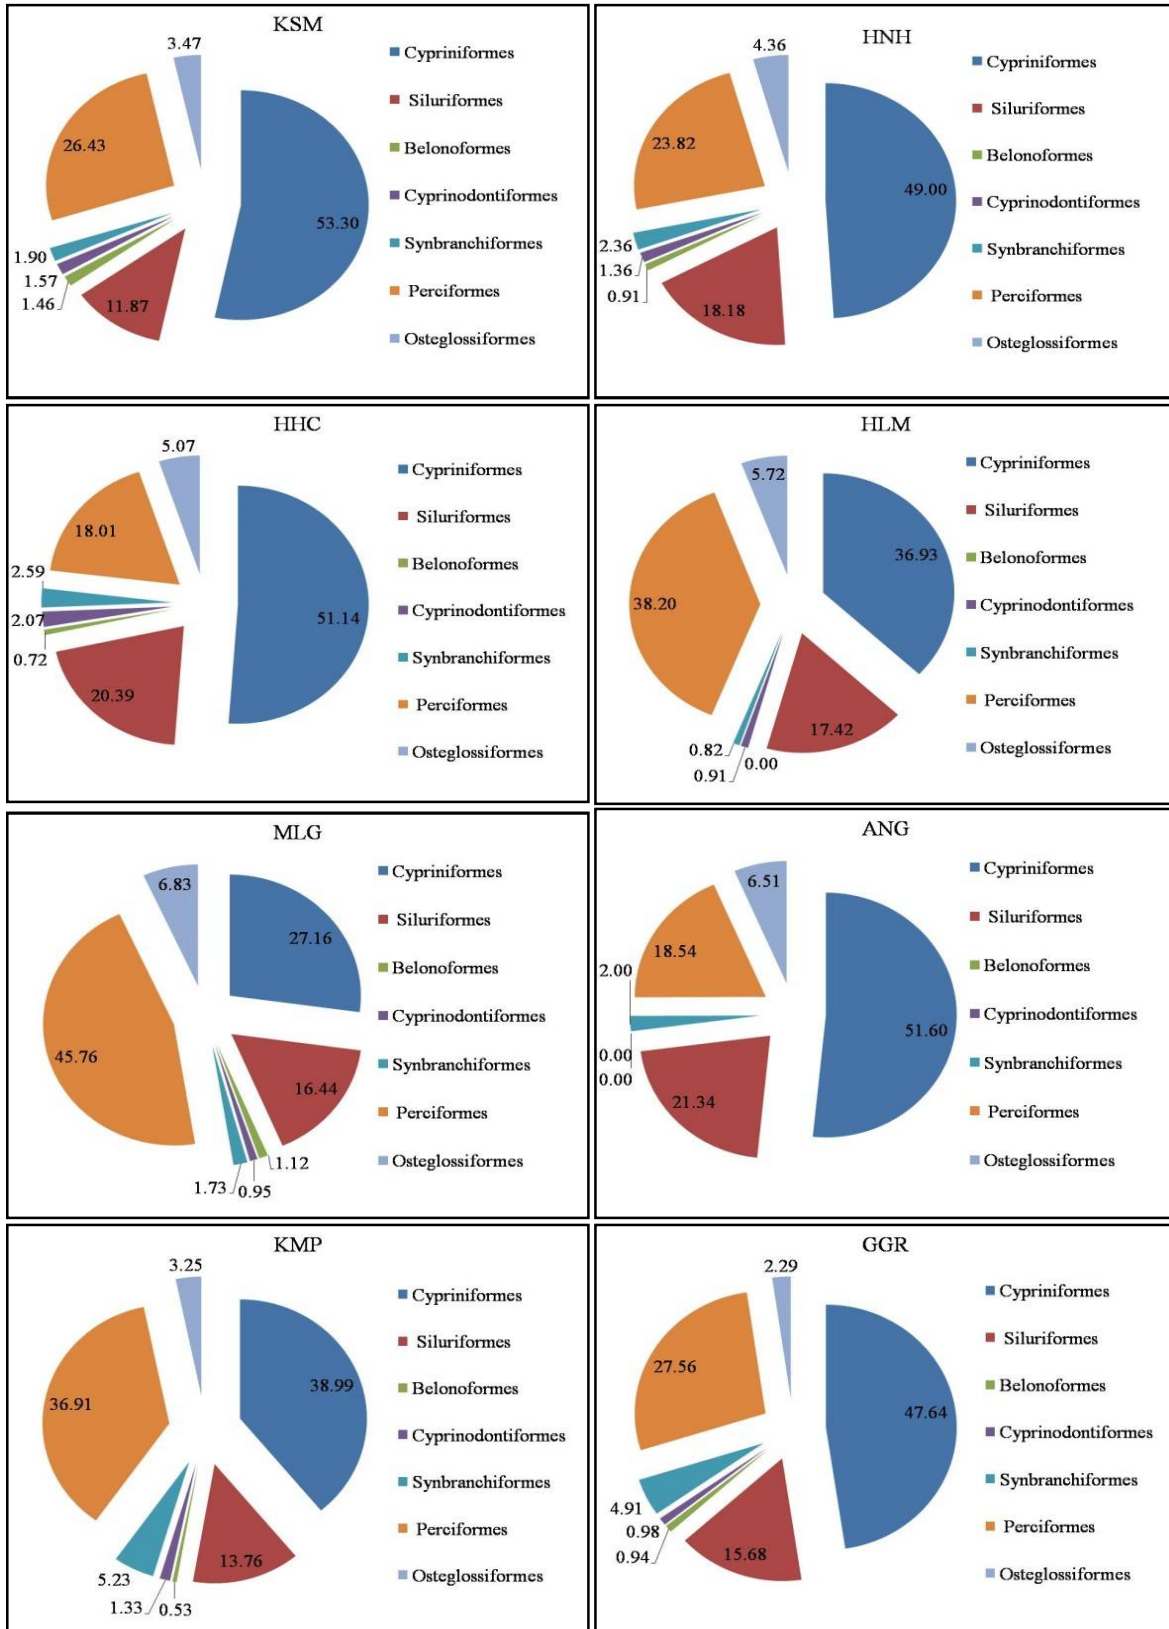 KSM
3.47
26.43
53.30
1.90
1.57
1.46
11.87
Cypriniformes
Siluriformes
Belonoformes
Cyprinodontiformes
Synbranchiformes
Perciformes
Osteglossiformes
HNH
4.36
23.82
49.00
2.36
1.36
0.91
18.18
Cypriniformes
Siluriformes
Belonoformes
Cyprinodontiformes
Synbranchiformes
Perciformes
Osteglossiformes
HHC
5.07
18.01
2.59
51.14
2.07
0.72
20.39
Cypriniformes
Siluriformes
Belonoformes
Cyprinodontiformes
Synbranchiformes
Perciformes
Osteglossiformes
HLM
5.72
36.93
38.20
17.42
0.82
0.91
0.00
Cypriniformes
Siluriformes
Belonoformes
Cyprinodontiformes
Synbranchiformes
Perciformes
Osteglossiformes
MLG
6.83
27.16
45.76
16.44
1.12
1.73
0.95
Cypriniformes
Siluriformes
Belonoformes
Cyprinodontiformes
Synbranchiformes
Perciformes
Osteglossiformes
ANG
6.51
18.54
2.00
51.60
0.00
0.00
21.34
Cypriniformes
Siluriformes
Belonoformes
Cyprinodontiformes
Synbranchiformes
Perciformes
Osteglossiformes
KMP
3.25
38.99
36.91
13.76
5.23
1.33
0.53
Cypriniformes
Siluriformes
Belonoformes
Cyprinodontiformes
Synbranchiformes
Perciformes
Osteglossiformes
GGR
2.29
27.56
47.64
4.91
0.98
0.94
15.68
Cypriniformes
Siluriformes
Belonoformes
Cyprinodontiformes
Synbranchiformes
Perciformes
Osteglossiformes